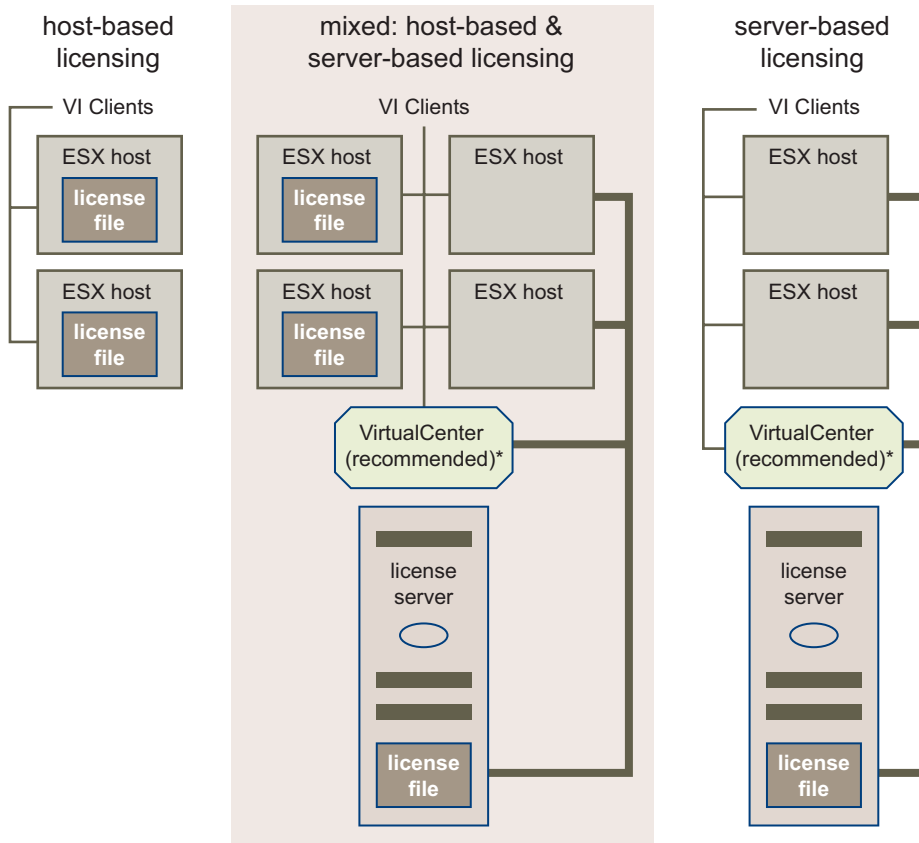 host-based
licensing
VI Clients
ESX host
license
file
ESX host
license
file
mixed: host-based &
server-based licensing
VI Clients
ESX host
license
file
ESX host
ESX host
license
file
ESX host
VirtualCenter
(recommended)*
license
server
license
file
server-based
licensing
VI Clients
ESX host
ESX host
VirtualCenter
(recommended)*
license
server
license
file